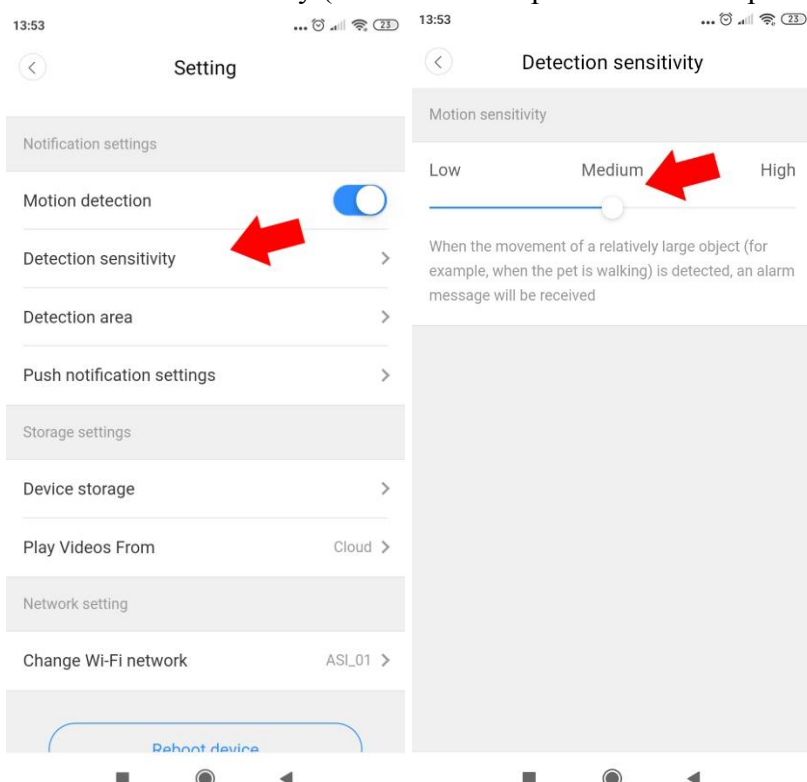 13:53
23
Setting
Notification settings
Motion detection
Detection sensitivity
Detection area
Push notification settings
Storage settings
Device storage
Play Videos From Cloud
Network setting
Change Wi-Fi network ASI_01
Reboot device
13:53
23
Detection sensitivity
Motion sensitivity
Low Medium High
When the movement of a relatively large object (for
example, when the pet is walking) is detected, an alarm
message will be received